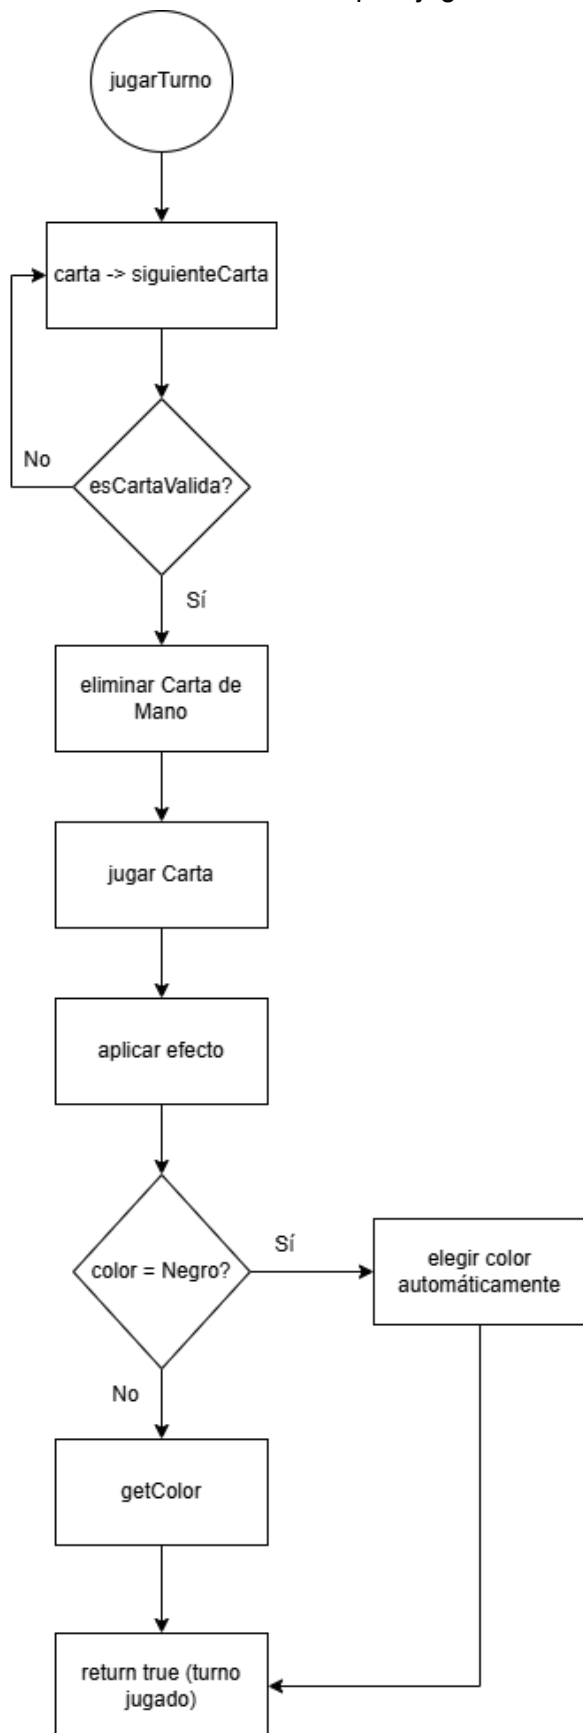 jugarTurno
carta -> siguienteCarta
No
esCartaValida?
Sí
eliminar Carta de
Mano
jugar Carta
aplicar efecto
color = Negro?
Sí
elegir color
automáticamente
No
getColor
return true (turno
jugado)